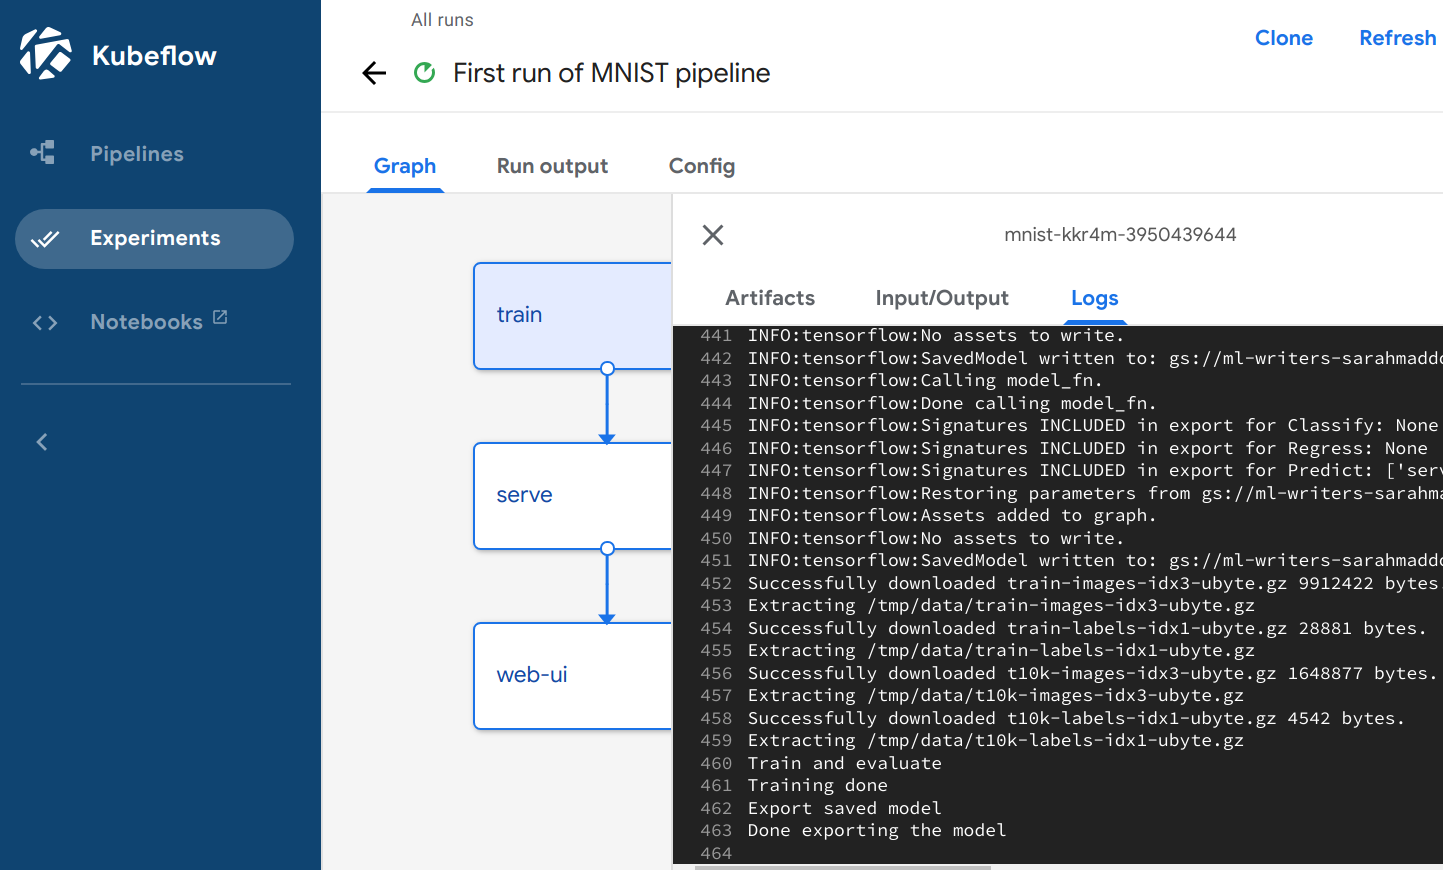 Kubeflow
Pipelines
Experiments
Notebooks
All runs
First run of MNIST pipeline
Clone
Refresh
Graph
Run output
Config
train
serve
web-ui
mnist-kkr4m-3950439644
Artifacts
Input/Output
Logs
441 INFO:tensorflow:No assets to write.
442 INFO:tensorflow:SavedModel written to: gs://ml-writers-sarahmadd
443 INFO:tensorflow:Calling model_fn.
444 INFO:tensorflow:Done calling model_fn.
445 INFO:tensorflow:Signatures INCLUDED in export for Classify: None
446 INFO:tensorflow:Signatures INCLUDED in export for Regress: None
447 INFO:tensorflow:Signatures INCLUDED in export for Predict: ['serv
448 INFO:tensorflow:Restoring parameters from gs://ml-writers-sarahma
449 INFO:tensorflow:Assets added to graph.
450 INFO:tensorflow:No assets to write.
451 INFO:tensorflow:SavedModel written to: gs://ml-writers-sarahmadd
452 Successfully downloaded train-images-idx3-ubyte.gz 9912422 bytes.
453 Extracting /tmp/data/train-images-idx3-ubyte.gz
454 Successfully downloaded train-labels-idx1-ubyte.gz 28881 bytes.
455 Extracting /tmp/data/train-labels-idx1-ubyte.gz
456 Successfully downloaded t10k-images-idx3-ubyte.gz 1648877 bytes.
457 Extracting /tmp/data/t10k-images-idx3-ubyte.gz
458 Successfully downloaded t10k-labels-idx1-ubyte.gz 4542 bytes.
459 Extracting /tmp/data/t10k-labels-idx1-ubyte.gz
460 Train and evaluate
461 Training done
462 Export saved model
463 Done exporting the model
464